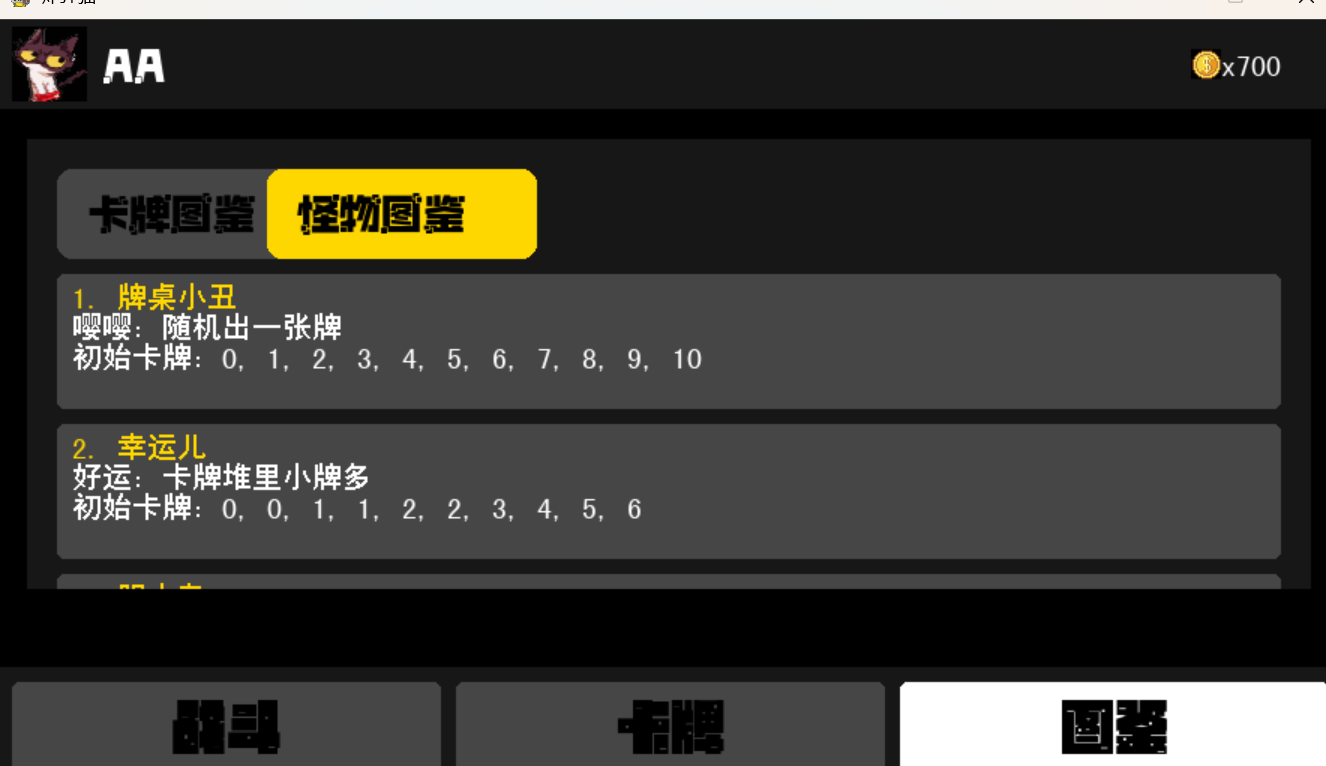 AA
x700
卡牌图鉴
怪物图鉴
1. 牌桌小丑
嘤嘤: 随机出一张牌
初始卡牌: 0, 1, 2, 3, 4, 5, 6, 7, 8, 9, 10
2. 幸运儿
好运: 卡牌堆里小牌多
初始卡牌: 0, 0, 1, 1, 2, 2, 3, 4, 5, 6
战斗
卡牌
图鉴